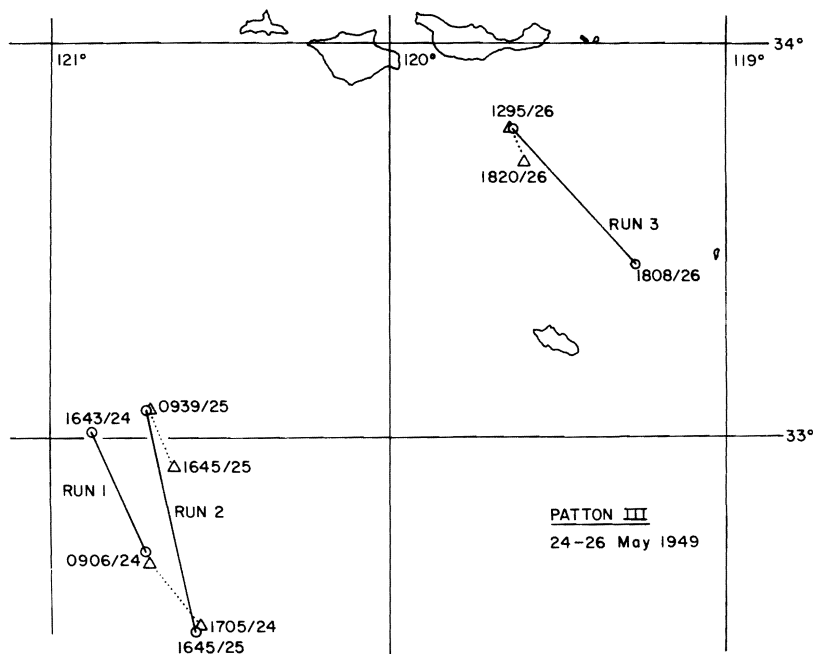 34°
121°
120°
119°
1295/26
1820/26
RUN 3
1808/26
0939/25
1643/24
33°
1645/25
RUN 1
RUN 2
PATTON III
24-26 May 1949
0906/24
1705/24
1645/25